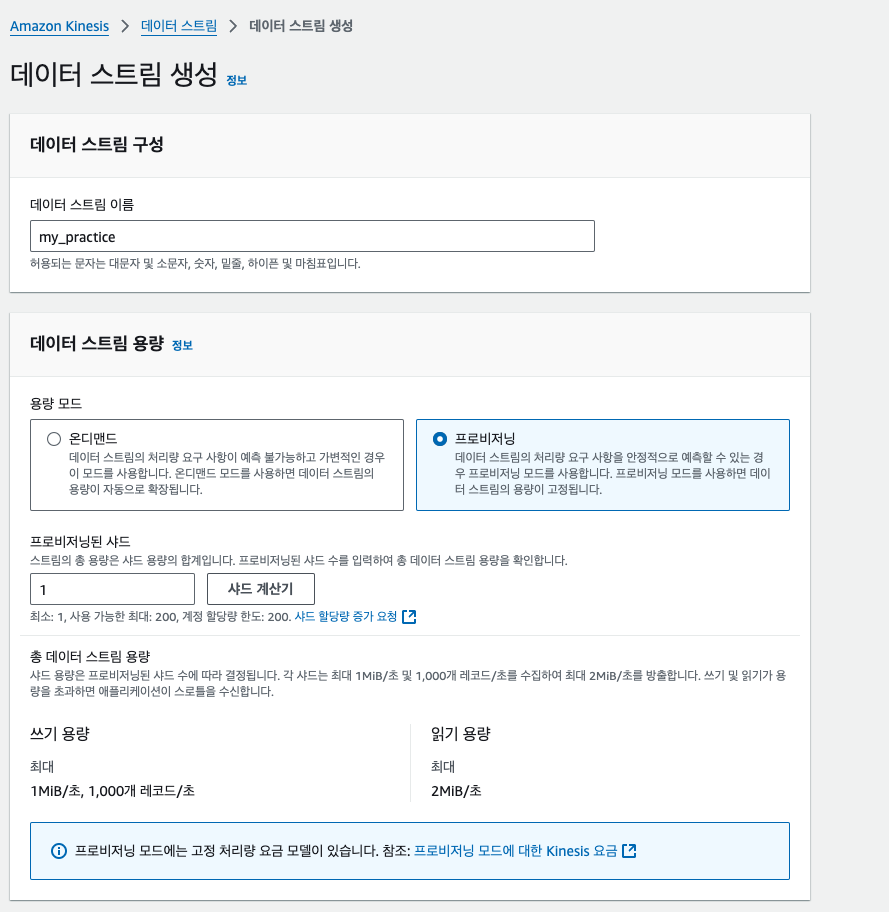 Amazon Kinesis > 데이터 스트림 > 데이터 스트림 생성
데이터 스트림 생성 정보
데이터 스트림 구성
데이터 스트림 이름
my_practice
허용되는 문자는 대문자 및 소문자, 숫자, 밑줄, 하이픈 및 마침표입니다.
데이터 스트림 용량 정보
용량 모드
온디맨드
데이터 스트림의 처리량 요구 사항이 예측 불가능하고 가변적인 경우
이 모드를 사용합니다. 온디맨드 모드를 사용하면 데이터 스트림의
용량이 자동으로 확장됩니다.
프로비저닝
데이터 스트림의 처리량 요구 사항을 안정적으로 예측할 수 있는 경
우 프로비저닝 모드를 사용합니다. 프로비저닝 모드를 사용하면 데이
터 스트림의 용량이 고정됩니다.
프로비저닝된 샤드
스트림의 총 용량은 샤드 용량의 합계입니다. 프로비저닝된 샤드 수를 입력하여 총 데이터 스트림 용량을 확인합니다.
1
샤드 계산기
최소: 1, 사용 가능한 최대: 200, 계정 할당량 한도: 200. 샤드 할당량 증가 요청
총 데이터 스트림 용량
샤드 용량은 프로비저닝된 샤드 수에 따라 결정됩니다. 각 샤드는 최대 1MiB/초 및 1,000개 레코드/초를 수집하여 최대 2MiB/초를 방출합니다. 쓰기 및 읽기가 용
량을 초과하면 애플리케이션이 스로틀을 수신합니다.
쓰기 용량
최대
1MiB/초, 1,000개 레코드/초
읽기 용량
최대
2MiB/초
프로비저닝 모드에는 고정 처리량 요금 모델이 있습니다. 참조: 프로비저닝 모드에 대한 Kinesis 요금